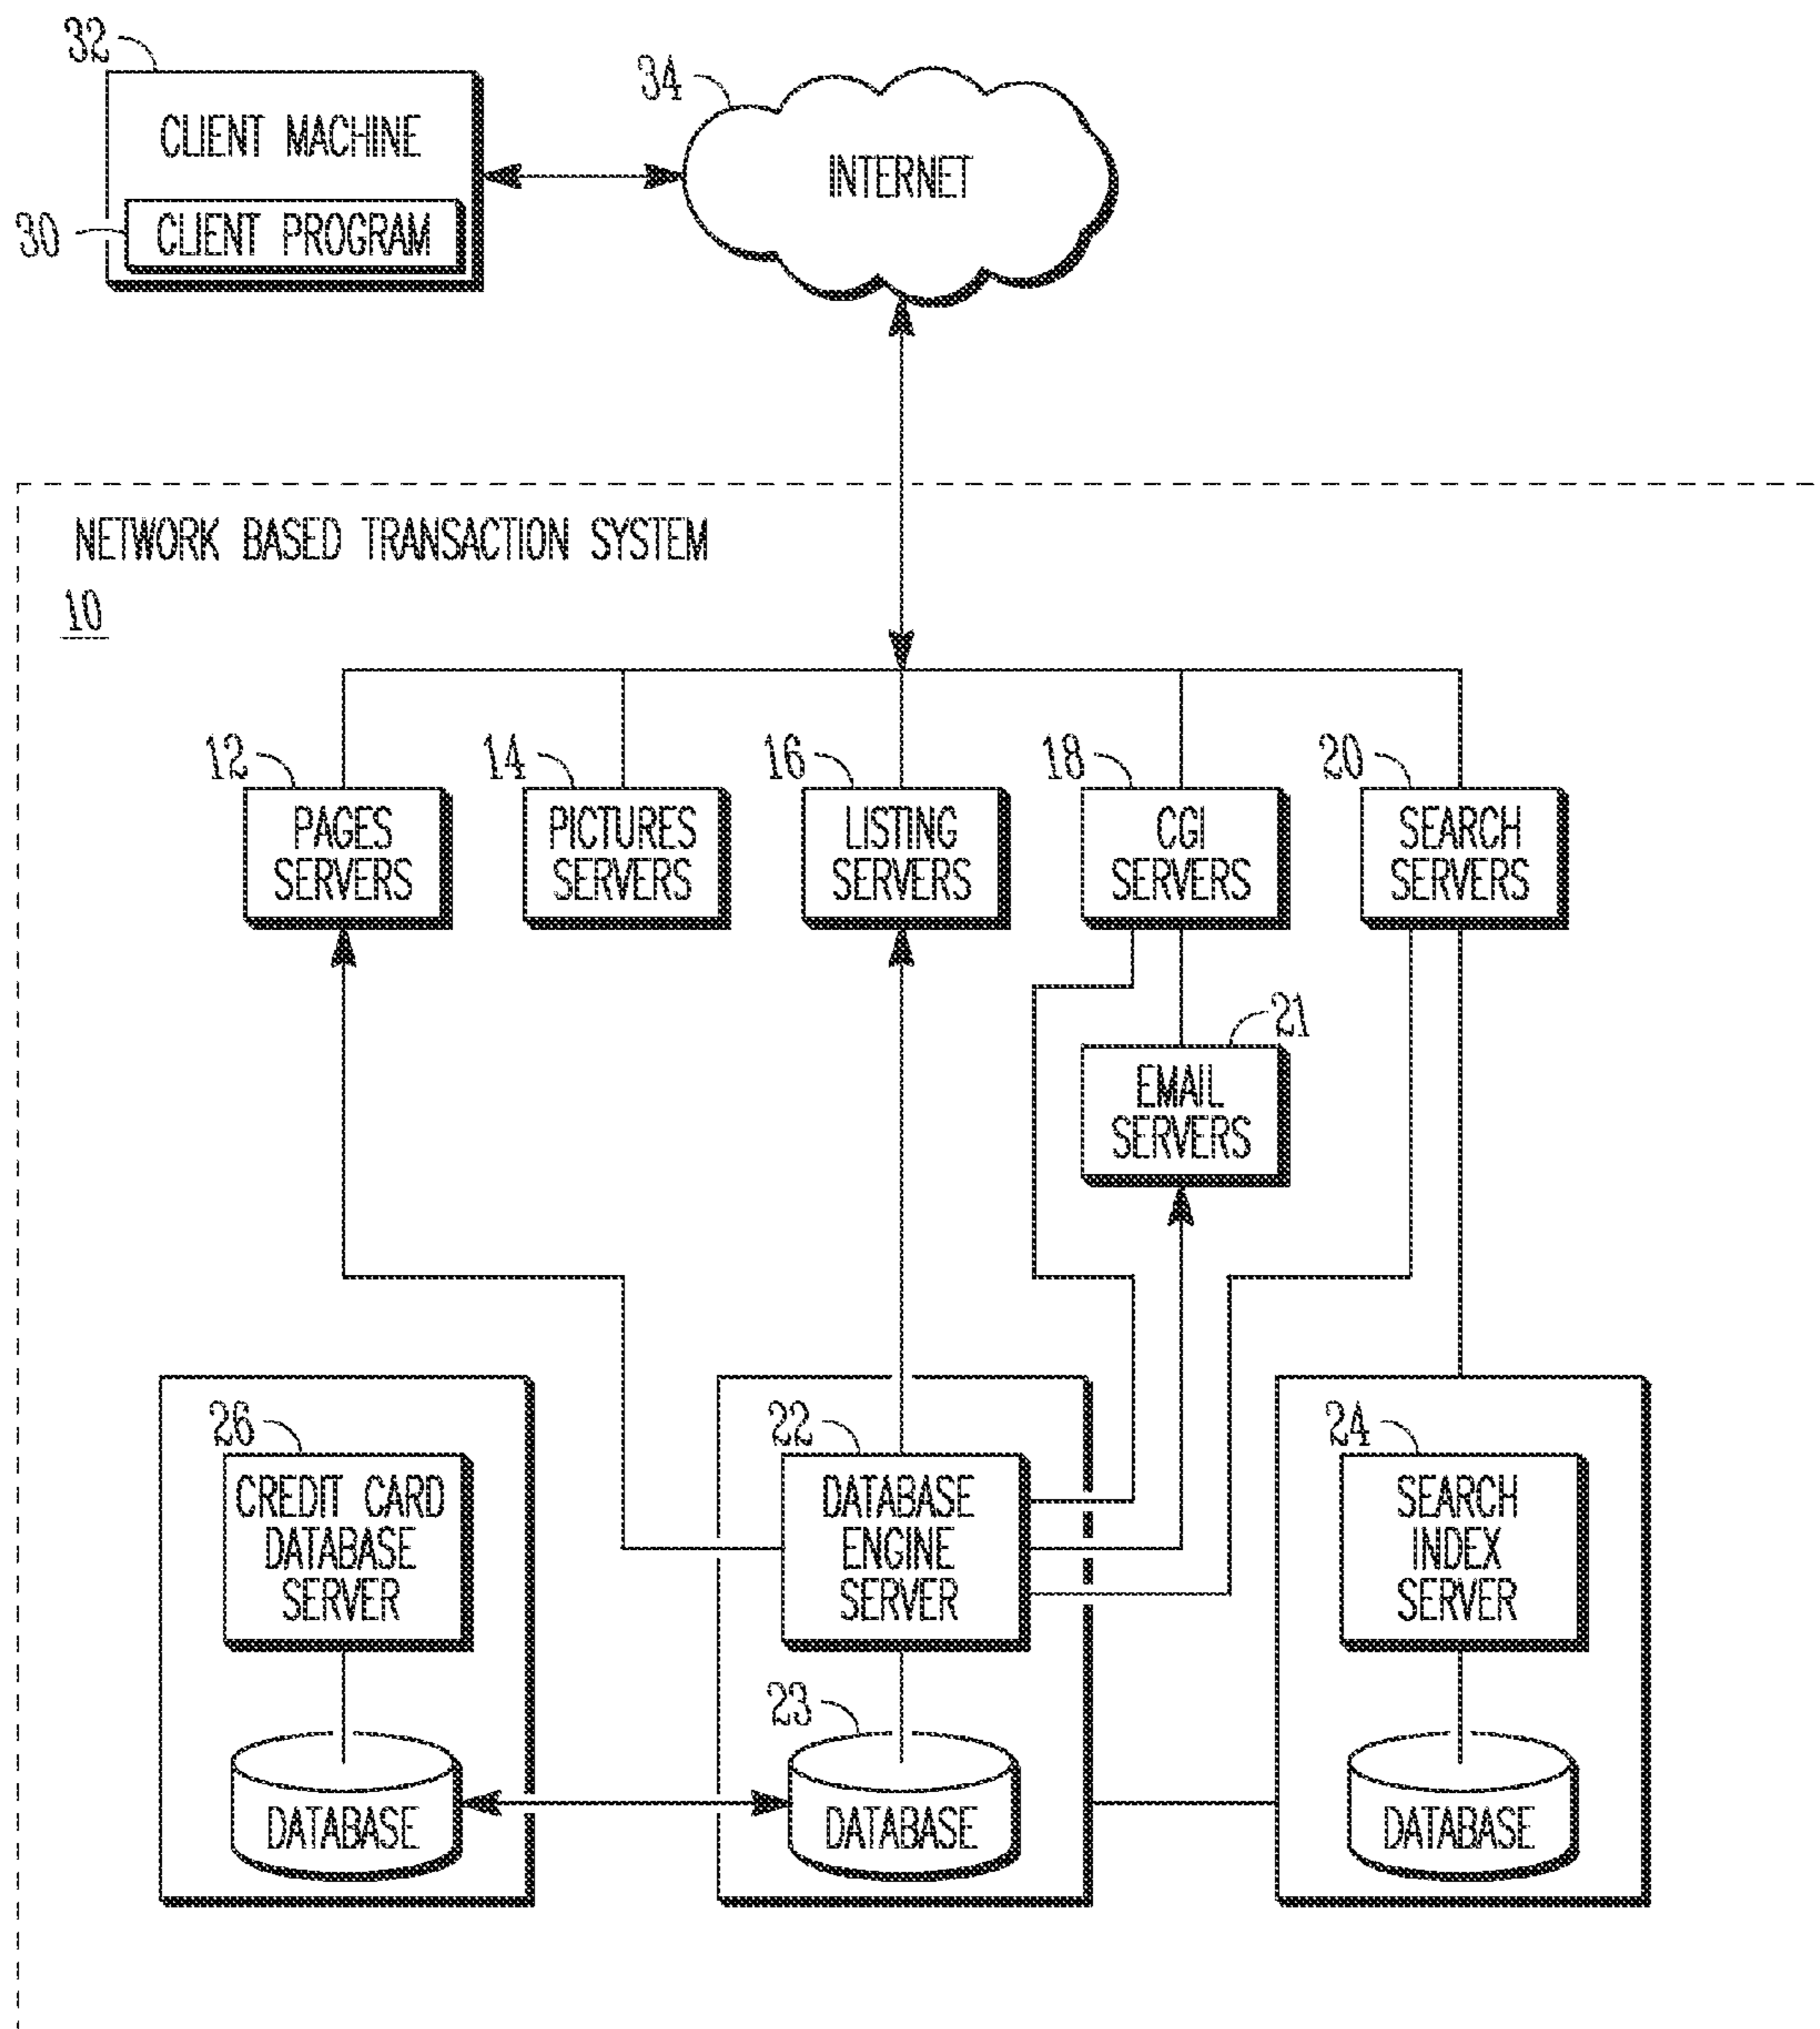 32
CLIENT MACHINE
30
CLIENT PROGRAM
34
INTERNET
NETWORK BASED TRANSACTION SYSTEM
10
12
PAGES
SERVERS
14
PICTURES
SERVERS
16
LISTING
SERVERS
18
CGI
SERVERS
20
SEARCH
SERVERS
21
EMAIL
SERVERS
26
CREDIT CARD
DATABASE
SERVER
DATABASE
22
DATABASE
ENGINE
SERVER
23
DATABASE
24
SEARCH
INDEX
SERVER
DATABASE